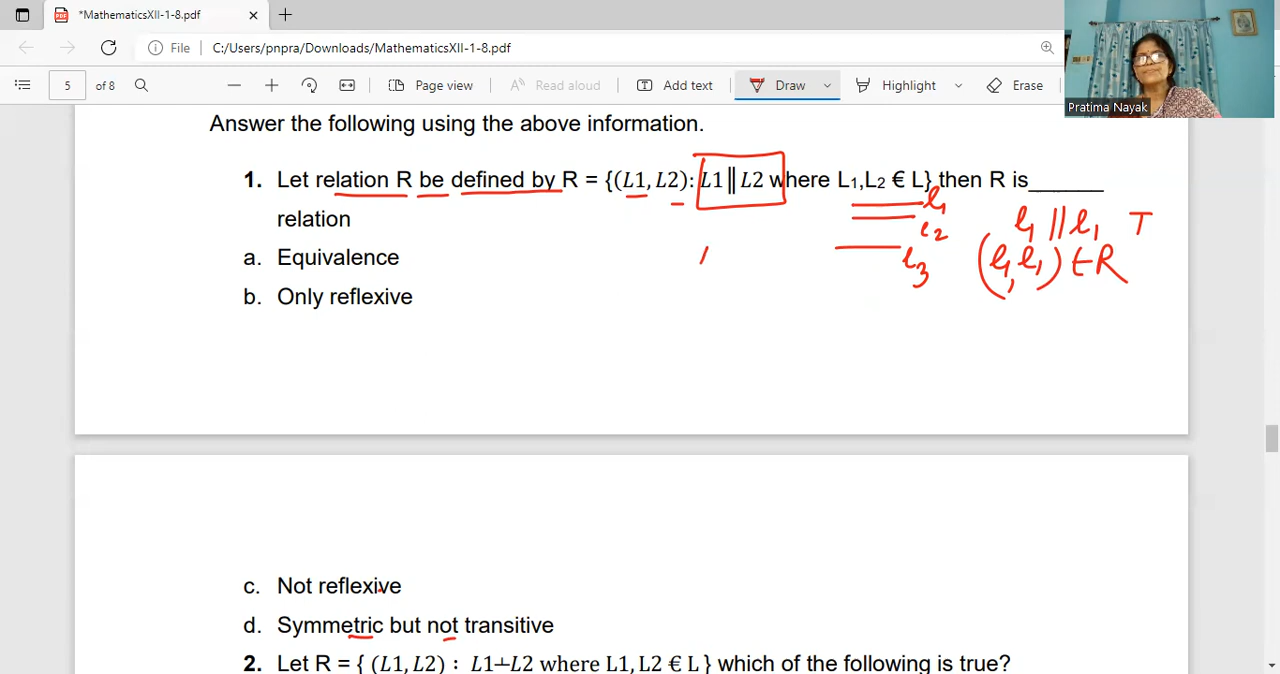 *MathematicsXII-1-8.pdf
File C:/Users/pnpra/Downloads/MathematicsXII-1-8.pdf
5 of 8 Page view Read aloud Add text Draw Highlight Erase
Pratima Nayak
Answer the following using the above information.
1. Let relation R be defined by R = {(L1, L2): L1 ∥ L2 where L1,L2 € L} then R is______
relation
l1
l2
l3
l1 || l1 T
(l1, l1) ∈ R
a. Equivalence
b. Only reflexive
c. Not reflexive
d. Symmetric but not transitive
2. Let R = { (L1, L2) : L1⊥L2 where L1, L2 € L } which of the following is true?